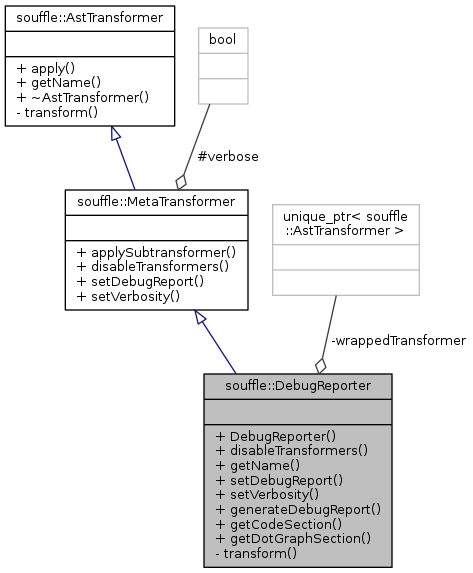 souffle::AstTransformer
+ apply()
+ getName()
+ ~AstTransformer()
- transform()
bool
#verbose
souffle::MetaTransformer
+ applySubtransformer()
+ disableTransformers()
+ setDebugReport()
+ setVerbosity()
unique_ptr< souffle
::AstTransformer >
-wrappedTransformer
souffle::DebugReporter
+ DebugReporter()
+ disableTransformers()
+ getName()
+ setDebugReport()
+ setVerbosity()
+ generateDebugReport()
+ getCodeSection()
+ getDotGraphSection()
- transform()